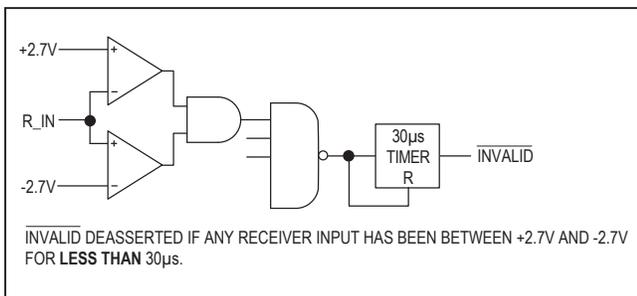 +2.7V
+
-
R_IN
+
-
-2.7V
30µs
TIMER
R
INVALID
INVALID DEASSERTED IF ANY RECEIVER INPUT HAS BEEN BETWEEN +2.7V AND -2.7V
FOR LESS THAN 30µs.